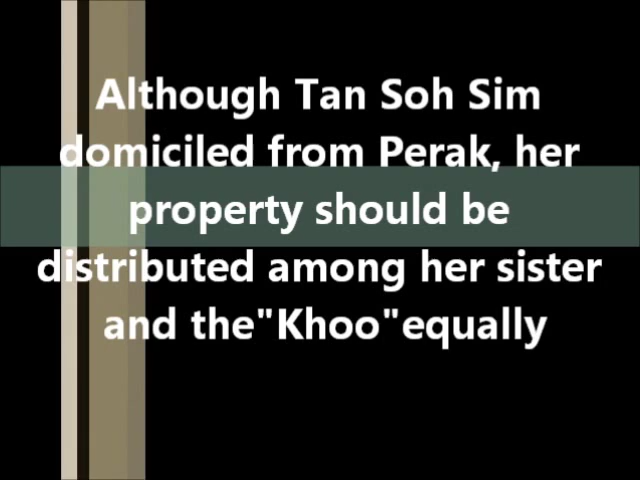 Although Tan Soh Sim
domiciled from Perak, her
property should be
distributed among her sister
and the"Khoo"equally